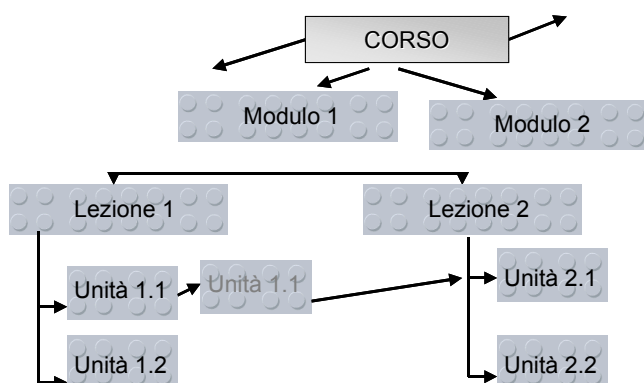 CORSO
Modulo 1
Modulo 2
Lezione 1
Lezione 2
Unità 1.1
Unità 1.1
Unità 2.1
Unità 1.2
Unità 2.2